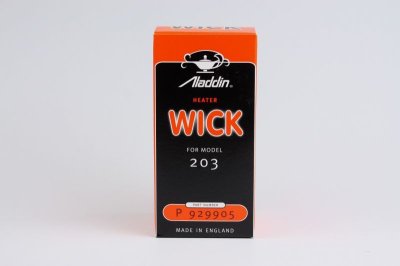 Aladdin
HEATER
WICK
FOR MODEL
203
PART NUMBER
P 929905
MADE IN ENGLAND